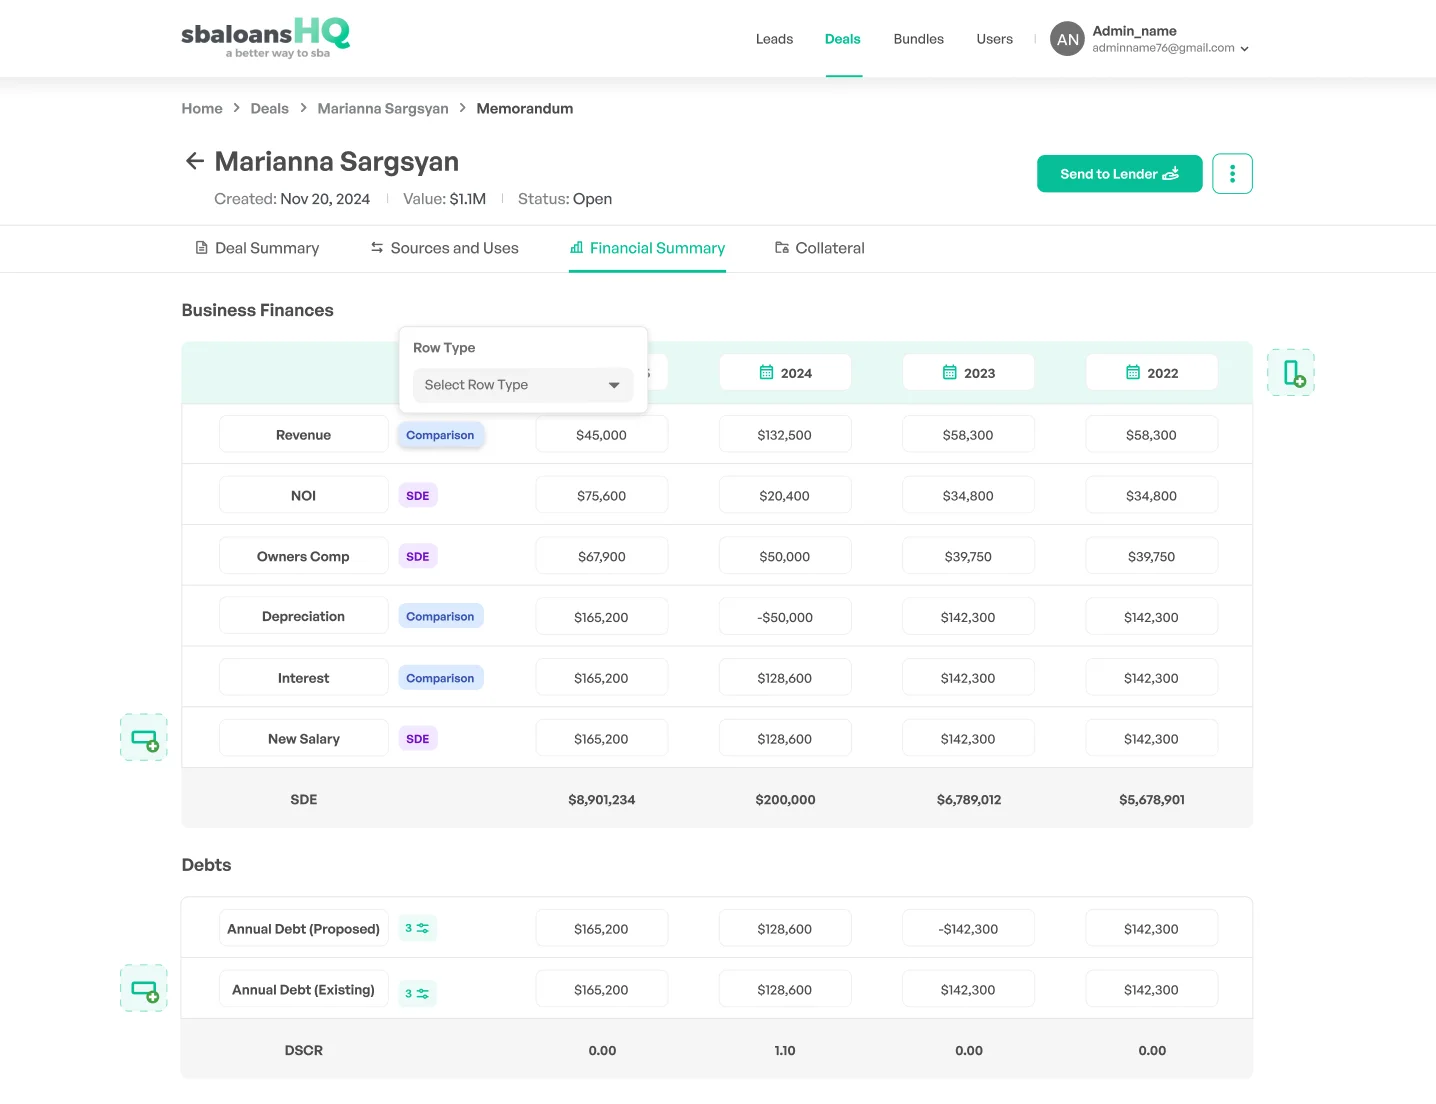 sbaloansHQ
a better way to sba
Leads
Deals
Bundles
Users
AN
Admin_name
adminname76@gmail.com
Home > Deals > Marianna Sargsyan > Memorandum
Marianna Sargsyan
Created: Nov 20, 2024
Value: $1.1M
Status: Open
Send to Lender
Deal Summary
Sources and Uses
Financial Summary
Collateral
Business Finances
Row Type
Select Row Type
2024 2023 2022
Revenue Comparison $45,000 $132,500 $58,300 $58,300
NOI SDE $75,600 $20,400 $34,800 $34,800
Owners Comp SDE $67,900 $50,000 $39,750 $39,750
Depreciation Comparison $165,200 -$50,000 $142,300 $142,300
Interest Comparison $165,200 $128,600 $142,300 $142,300
New Salary SDE $165,200 $128,600 $142,300 $142,300
SDE $8,901,234 $200,000 $6,789,012 $5,678,901
Debts
Annual Debt (Proposed) 3 $165,200 $128,600 -$142,300 $142,300
Annual Debt (Existing) 3 $165,200 $128,600 $142,300 $142,300
DSCR 0.00 1.10 0.00 0.00